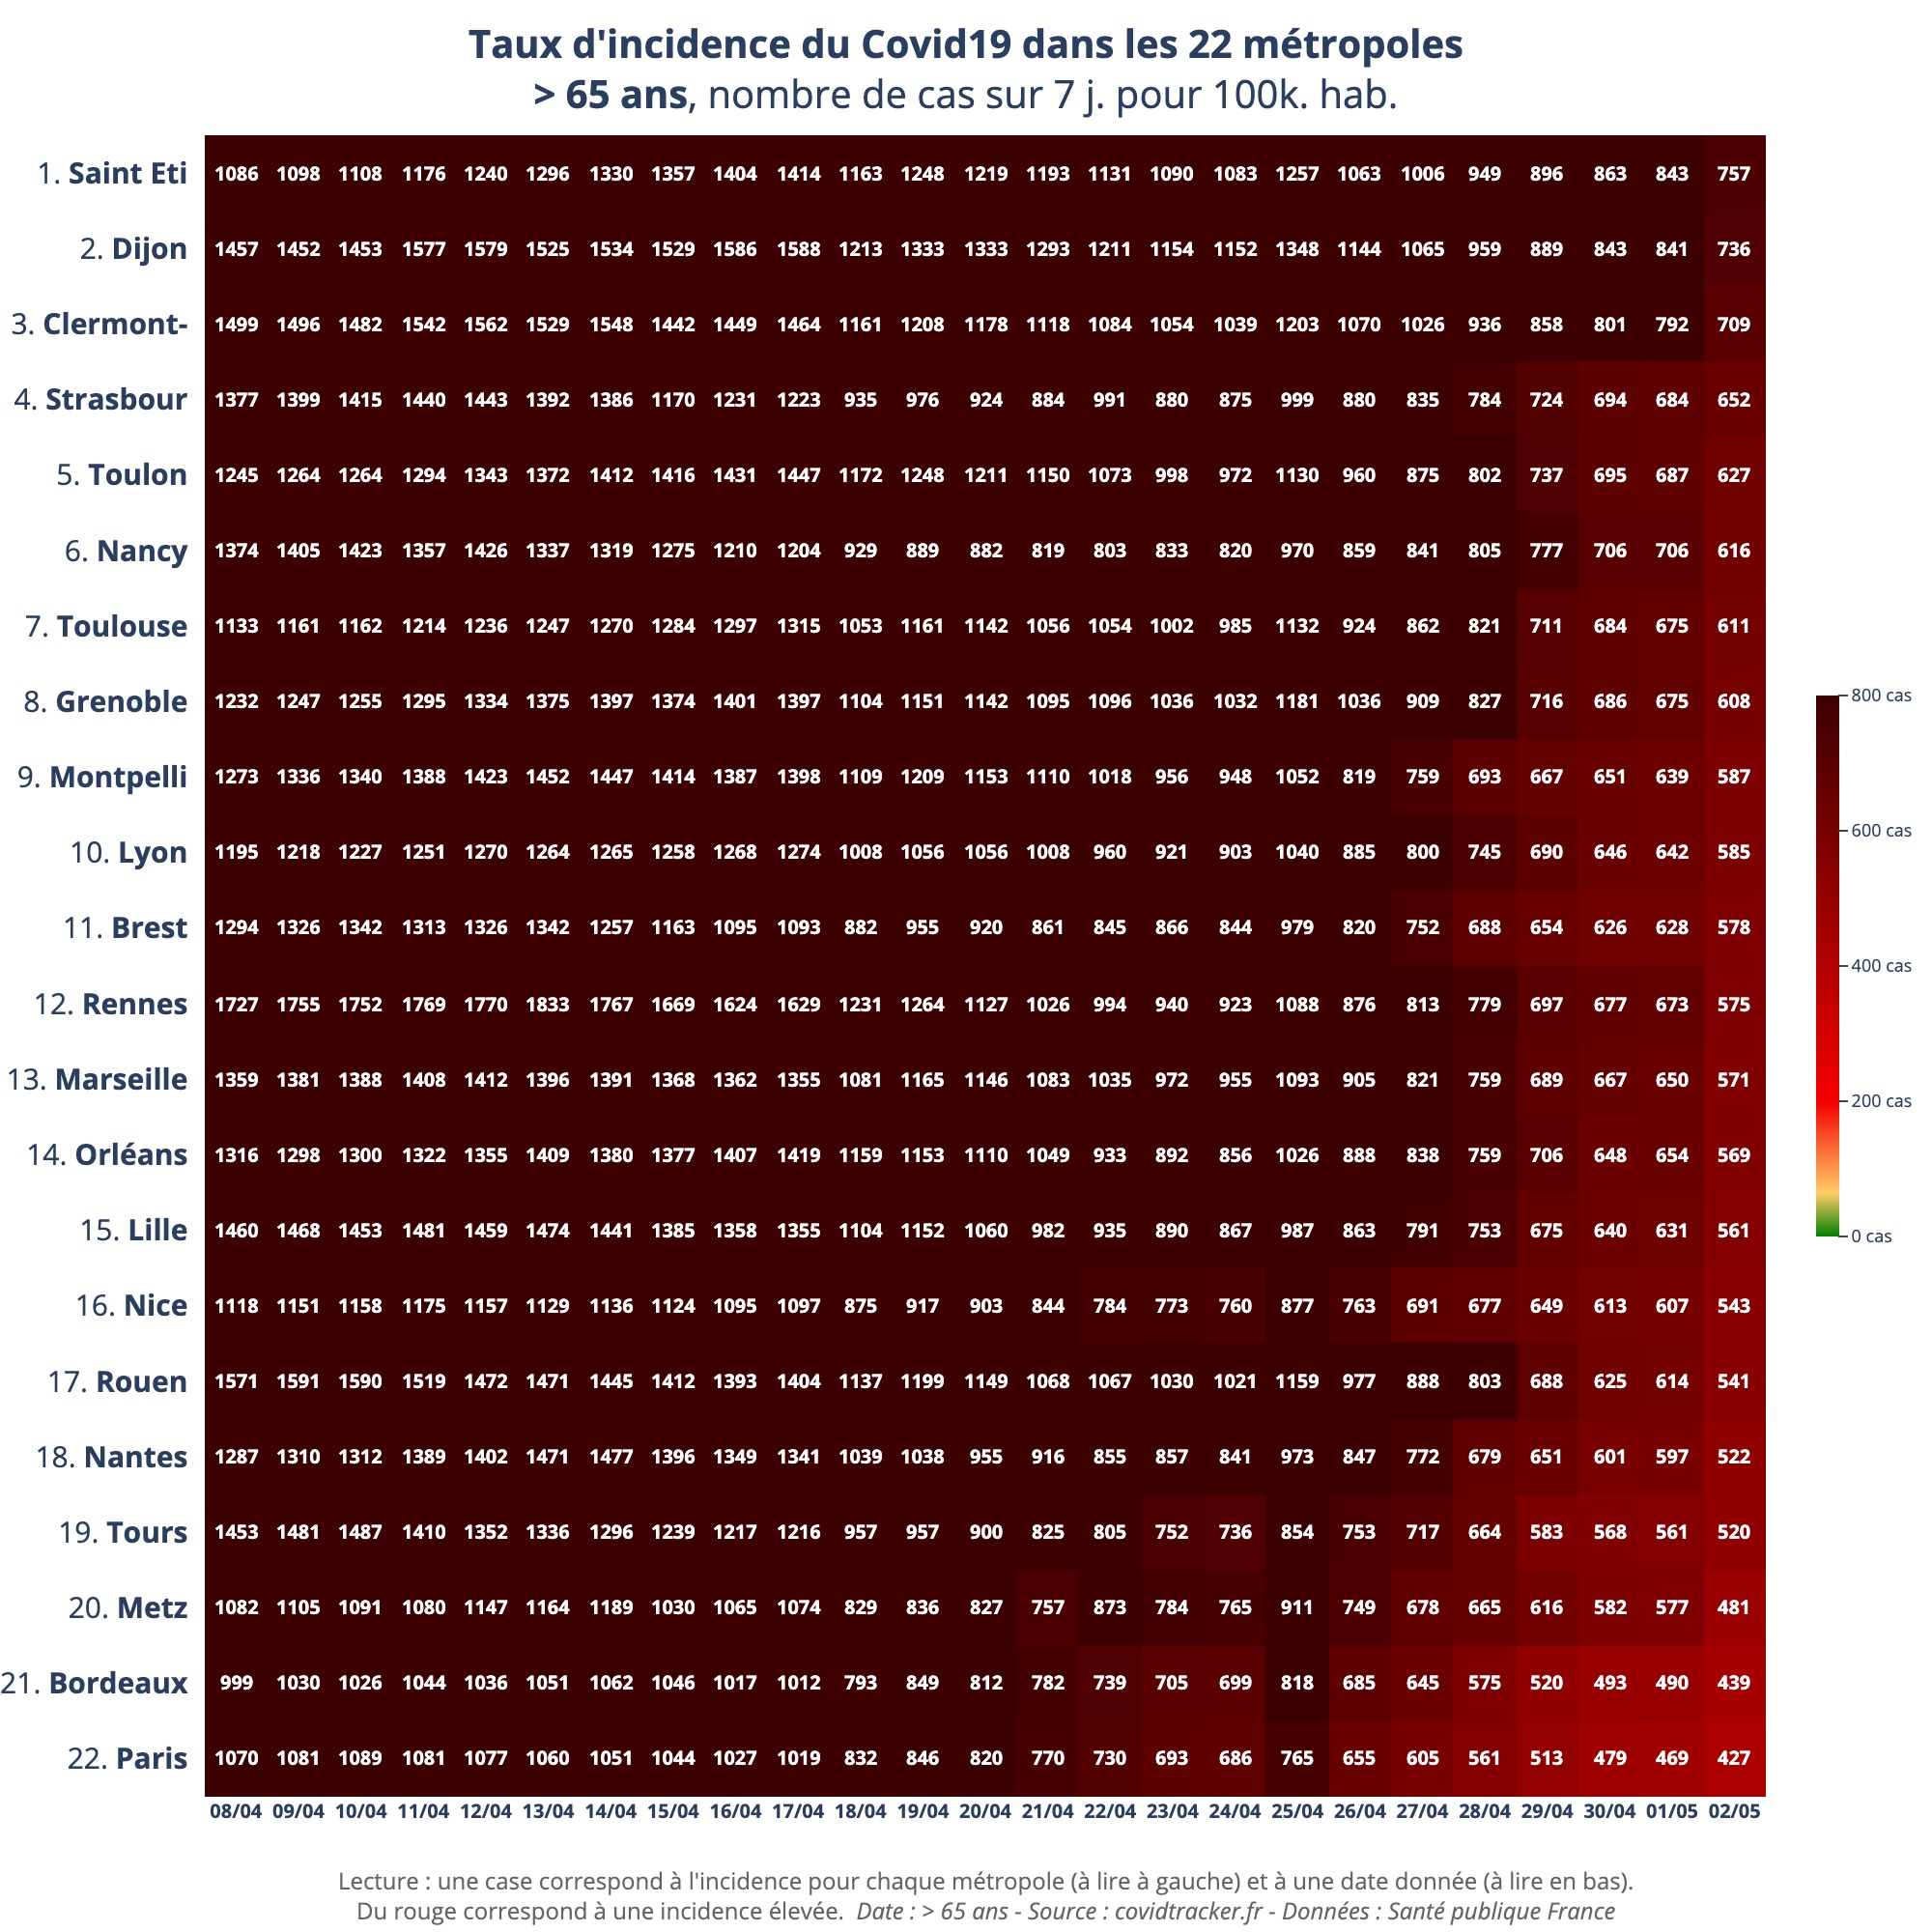 Taux d'incidence du Covid19 dans les 22 métropoles
> 65 ans, nombre de cas sur 7 j. pour 100k. hab.
1. Saint Eti 1086 1098 1108 1176 1240 1296 1330 1357 1404 1414 1163 1248 1219 1193 1131 1090 1083 1257 1063 1006 949 896 863 843 757
2. Dijon 1457 1452 1453 1577 1579 1525 1534 1529 1586 1588 1213 1333 1333 1293 1211 1154 1152 1348 1144 1065 959 889 843 841 736
3. Clermont- 1499 1496 1482 1542 1562 1529 1548 1442 1449 1464 1161 1208 1178 1118 1084 1054 1039 1203 1070 1026 936 858 801 792 709
4. Strasbour 1377 1399 1415 1440 1443 1392 1386 1170 1231 1223 935 976 924 884 991 880 875 999 880 835 784 724 694 684 652
5. Toulon 1245 1264 1264 1294 1343 1372 1412 1416 1431 1447 1172 1248 1211 1150 1073 998 972 1130 960 875 802 737 695 687 627
6. Nancy 1374 1405 1423 1357 1426 1337 1319 1275 1210 1204 929 889 882 819 803 833 820 970 859 841 805 777 706 706 616
7. Toulouse 1133 1161 1162 1214 1236 1247 1270 1284 1297 1315 1053 1161 1142 1056 1054 1002 985 1132 924 862 821 711 684 675 611
8. Grenoble 1232 1247 1255 1295 1334 1375 1397 1374 1401 1397 1104 1151 1142 1095 1096 1036 1032 1181 1036 909 827 716 686 675 608
800 cas
9. Montpelli 1273 1336 1340 1388 1423 1452 1447 1414 1387 1398 1109 1209 1153 1110 1018 956 948 1052 819 759 693 667 651 639 587
600 cas
10. Lyon 1195 1218 1227 1251 1270 1264 1265 1258 1268 1274 1008 1056 1056 1008 960 921 903 1040 885 800 745 690 646 642 585
11. Brest 1294 1326 1342 1313 1326 1342 1257 1163 1095 1093 882 955 920 861 845 866 844 979 820 752 688 654 626 628 578
400 cas
12. Rennes 1727 1755 1752 1769 1770 1833 1767 1669 1624 1629 1231 1264 1127 1026 994 940 923 1088 876 813 779 697 677 673 575
13. Marseille 1359 1381 1388 1408 1412 1396 1391 1368 1362 1355 1081 1165 1146 1083 1035 972 955 1093 905 821 759 689 667 650 571
200 cas
14. Orléans 1316 1298 1300 1322 1355 1409 1380 1377 1407 1419 1159 1153 1110 1049 933 892 856 1026 888 838 759 706 648 654 569
15. Lille 1460 1468 1453 1481 1459 1474 1441 1385 1358 1355 1104 1152 1060 982 935 890 867 987 863 791 753 675 640 631 561
0 cas
16. Nice 1118 1151 1158 1175 1157 1129 1136 1124 1095 1097 875 917 903 844 784 773 760 877 763 691 677 649 613 607 543
17. Rouen 1571 1591 1590 1519 1472 1471 1445 1412 1393 1404 1137 1199 1149 1068 1067 1030 1021 1159 977 888 803 688 625 614 541
18. Nantes 1287 1310 1312 1389 1402 1471 1477 1396 1349 1341 1039 1038 955 916 855 857 841 973 847 772 679 651 601 597 522
19. Tours 1453 1481 1487 1410 1352 1336 1296 1239 1217 1216 957 957 900 825 805 752 736 854 753 717 664 583 568 561 520
20. Metz 1082 1105 1091 1080 1147 1164 1189 1030 1065 1074 829 836 827 757 873 784 765 911 749 678 665 616 582 577 481
21. Bordeaux 999 1030 1026 1044 1036 1051 1062 1046 1017 1012 793 849 812 782 739 705 699 818 685 645 575 520 493 490 439
22. Paris 1070 1081 1089 1081 1077 1060 1051 1044 1027 1019 832 846 820 770 730 693 686 765 655 605 561 513 479 469 427
08/04 09/04 10/04 11/04 12/04 13/04 14/04 15/04 16/04 17/04 18/04 19/04 20/04 21/04 22/04 23/04 24/04 25/04 26/04 27/04 28/04 29/04 30/04 01/05 02/05
Lecture : une case correspond à l'incidence pour chaque métropole (à lire à gauche) et à une date donnée (à lire en bas).
Du rouge correspond à une incidence élevée. Date : > 65 ans - Source : covidtracker.fr - Données : Santé publique France